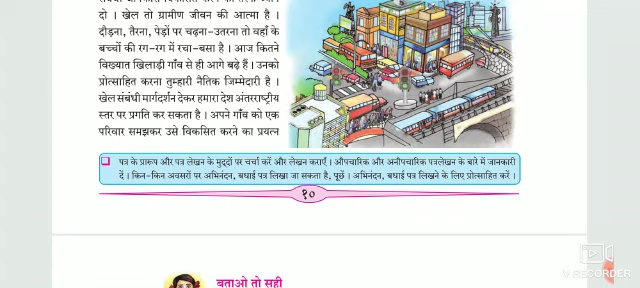 दो । खेल तो ग्रामीण जीवन की आत्मा है ।
दौड़ना, तैरना, पेड़ों पर चढ़ना-उतरना तो वहाँ के
बच्चों की रग-रग में रचा-बसा है । आज कितने
विख्यात खिलाड़ी गाँव से ही आगे बढ़े हैं । उनको
प्रोत्साहित करना तुम्हारी नैतिक जिम्मेदारी है ।
खेल संबंधी मार्गदर्शन देकर हमारा देश अंतरराष्ट्रीय
स्तर पर प्रगति कर सकता है । अपने गाँव को एक
परिवार समझकर उसे विकसित करने का प्रयत्न
पत्र के प्रारूप और पत्र लेखन के मुद्दों पर चर्चा करें और लेखन कराएँ । औपचारिक और अनौपचारिक पत्रलेखन के बारे में जानकारी
दें । किन-किन अवसरों पर अभिनंदन, बधाई पत्र लिखा जा सकता है, पूछें । अभिनंदन, बधाई पत्र लिखने के लिए प्रोत्साहित करें ।
१०
बताओ तो सही
V RECORDER